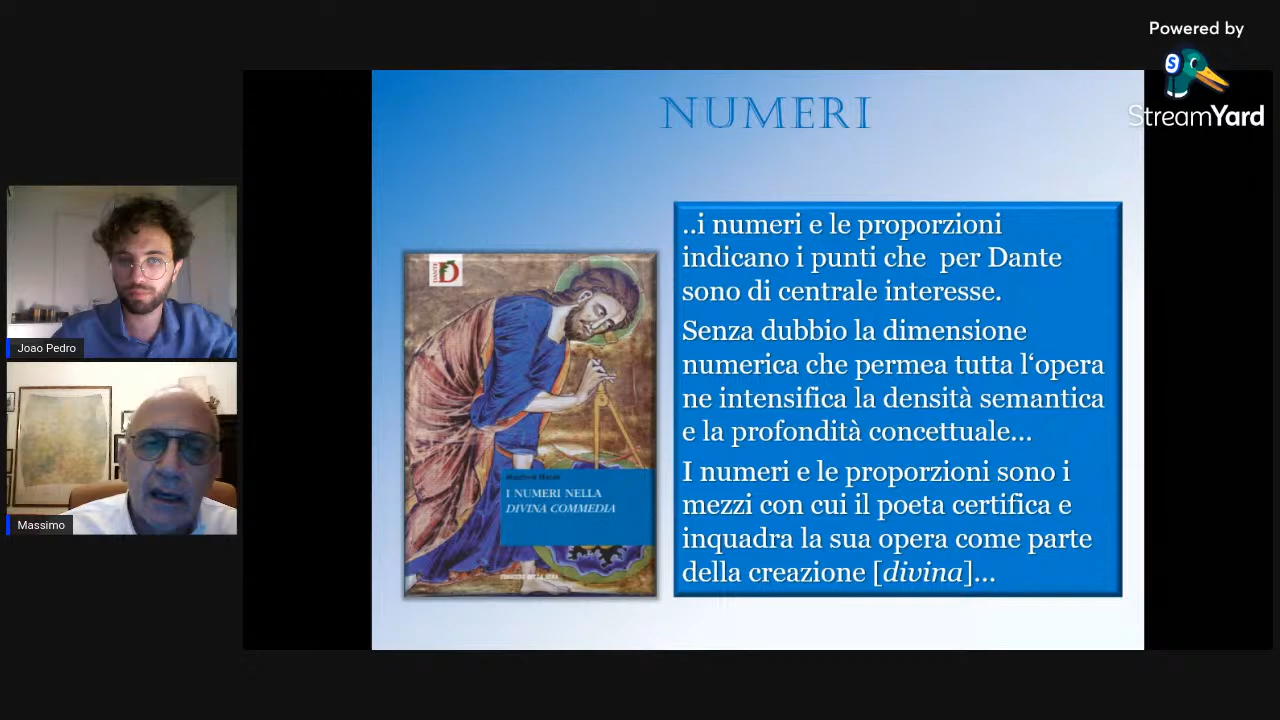 Powered by
StreamYard
NUMERI
..i numeri e le proporzioni
indicano i punti che per Dante
sono di centrale interesse.
Senza dubbio la dimensione
numerica che permea tutta l‘opera
ne intensifica la densità semantica
e la profondità concettuale...
I numeri e le proporzioni sono i
mezzi con cui il poeta certifica e
inquadra la sua opera come parte
della creazione [divina]...
DANTE
D
I NUMERI NELLA
DIVINA COMMEDIA
Joao Pedro
Massimo